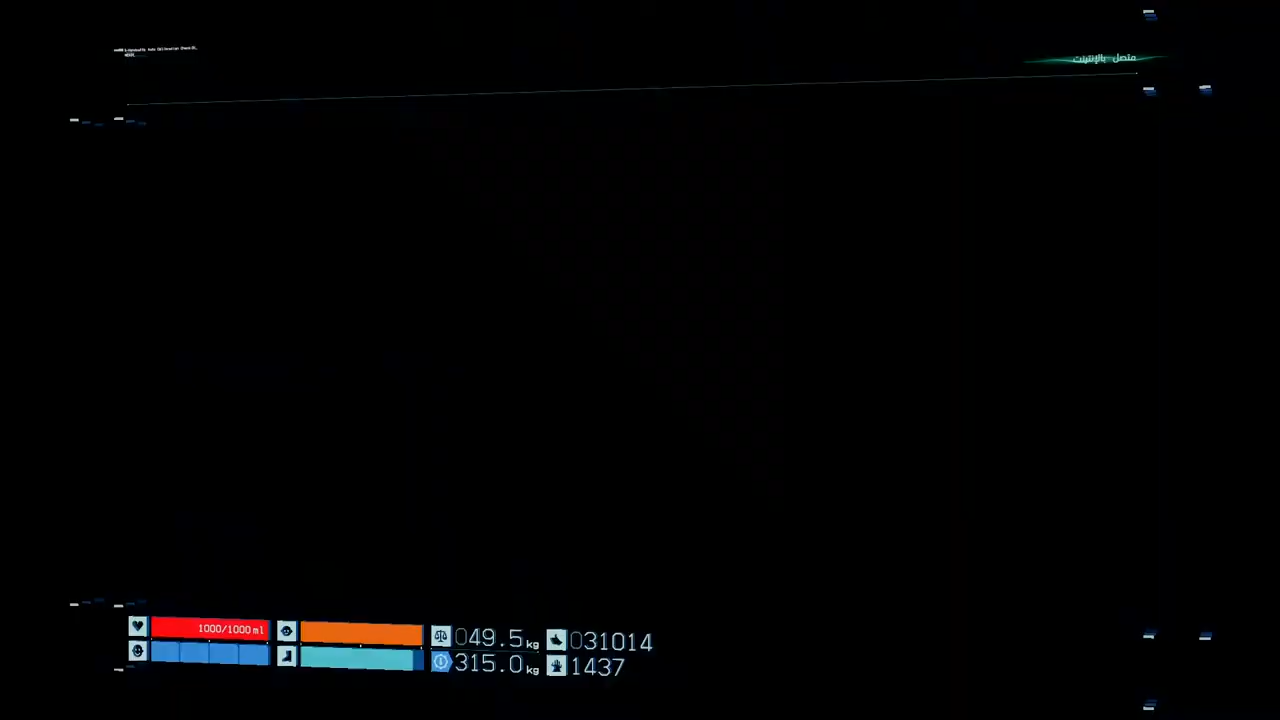 متصل بالإنترنت
1000/1000 ml
049.5 kg
031014
315.0 kg
1437